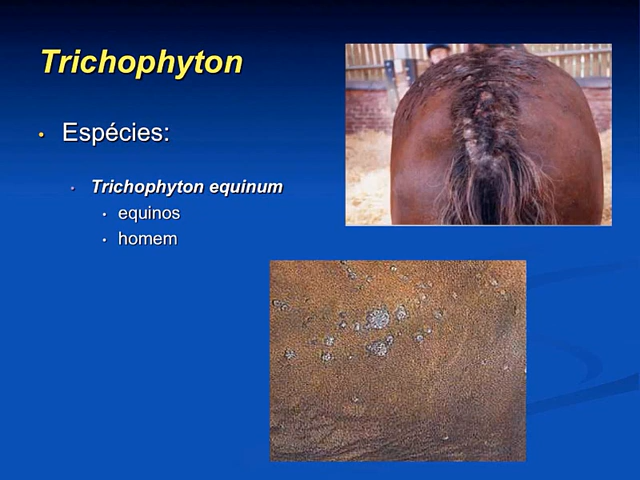 Trichophyton
Espécies:
Trichophyton equinum
equinos
homem